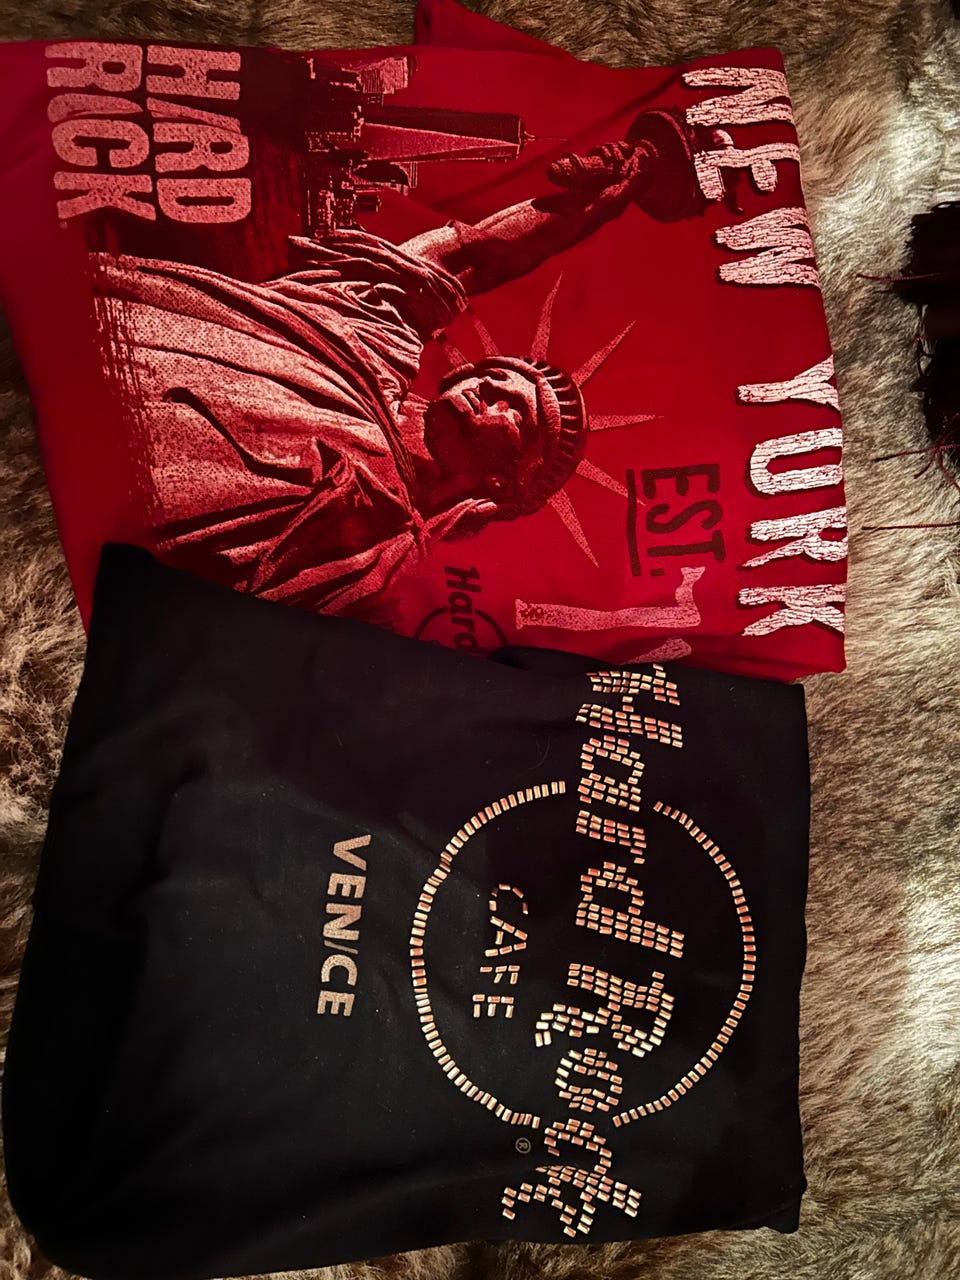 NEW YORK
EST.
Hard
HARD
ROCK
Hard Rock
CAFE
®
VENICE